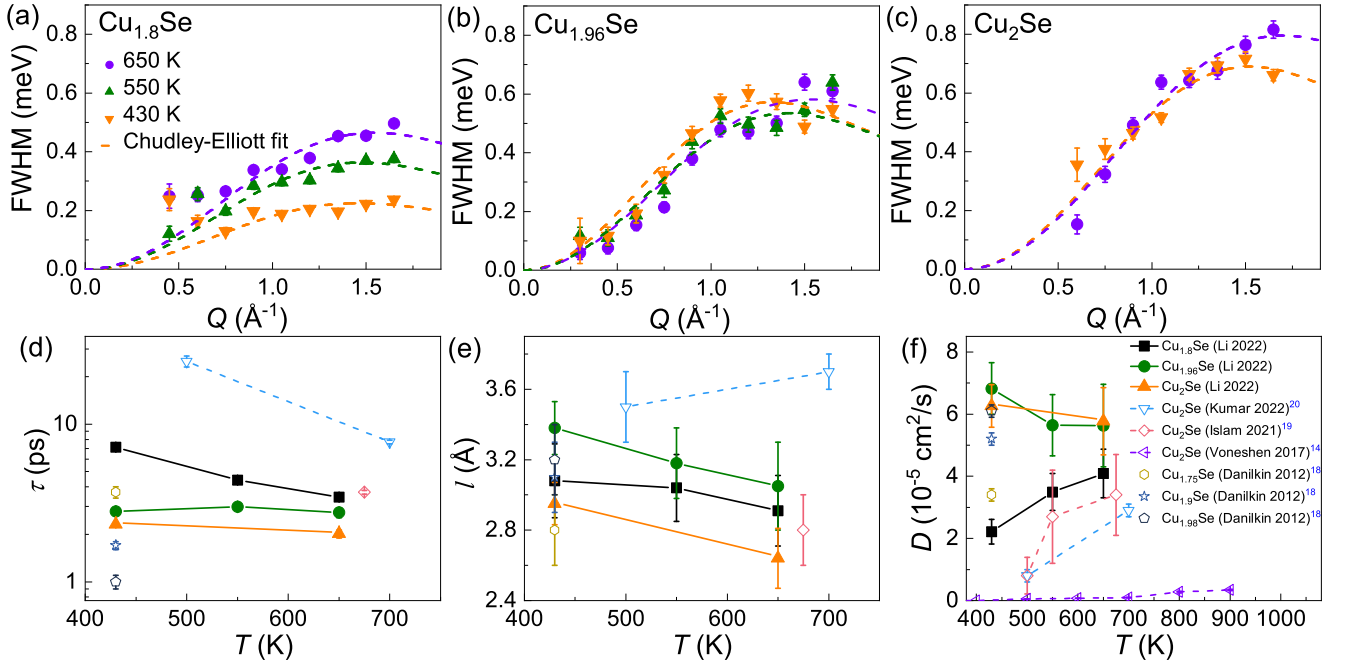 (a) Cu1.8Se
650 K
550 K
430 K
Chudley-Elliott fit
FWHM (meV)
0.8
0.6
0.4
0.2
0.0
0.0 0.5 1.0 1.5
Q (Å-1)
(b) Cu1.96Se
FWHM (meV)
0.8
0.6
0.4
0.2
0.0
0.0 0.5 1.0 1.5
Q (Å-1)
(c) Cu2Se
FWHM (meV)
0.8
0.6
0.4
0.2
0.0
0.0 0.5 1.0 1.5
Q (Å-1)
(d)
τ (ps)
10
1
400 500 600 700
T (K)
(e)
l (Å)
3.6
3.2
2.8
2.4
400 500 600 700
T (K)
(f)
Cu1.8Se (Li 2022)
Cu1.96Se (Li 2022)
Cu2Se (Li 2022)
Cu2Se (Kumar 2022)20
Cu2Se (Islam 2021)19
Cu2Se (Voneshen 2017)14
Cu1.75Se (Danilkin 2012)18
Cu1.9Se (Danilkin 2012)18
Cu1.98Se (Danilkin 2012)18
D (10-5 cm2/s)
8
6
4
2
0
400 500 600 700 800 900 1000
T (K)